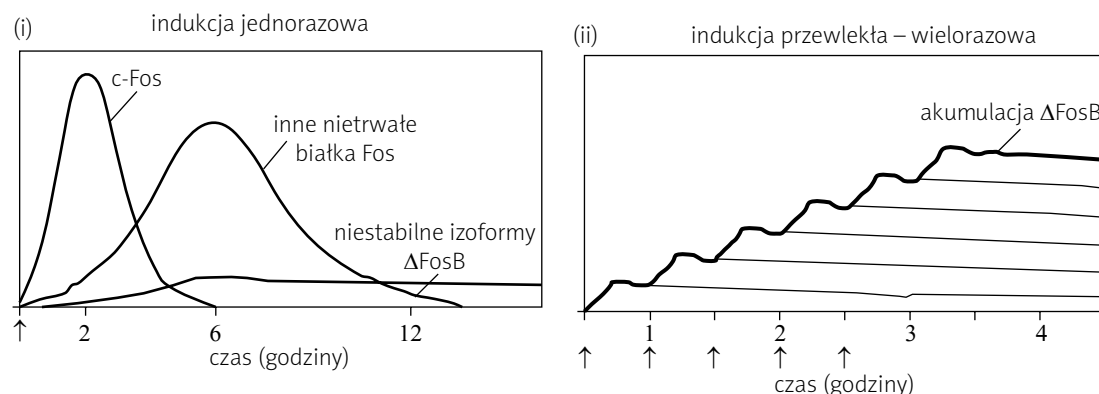 (i)
indukcja jednorazowa
c-Fos
inne nietrwałe
białka Fos
niestabilne izoformy
ΔFosB
↑
2
6
12
czas (godziny)
(ii)
indukcja przewlekła – wielorazowa
akumulacja ΔFosB
1
2
3
4
↑ ↑ ↑ ↑ ↑
czas (godziny)